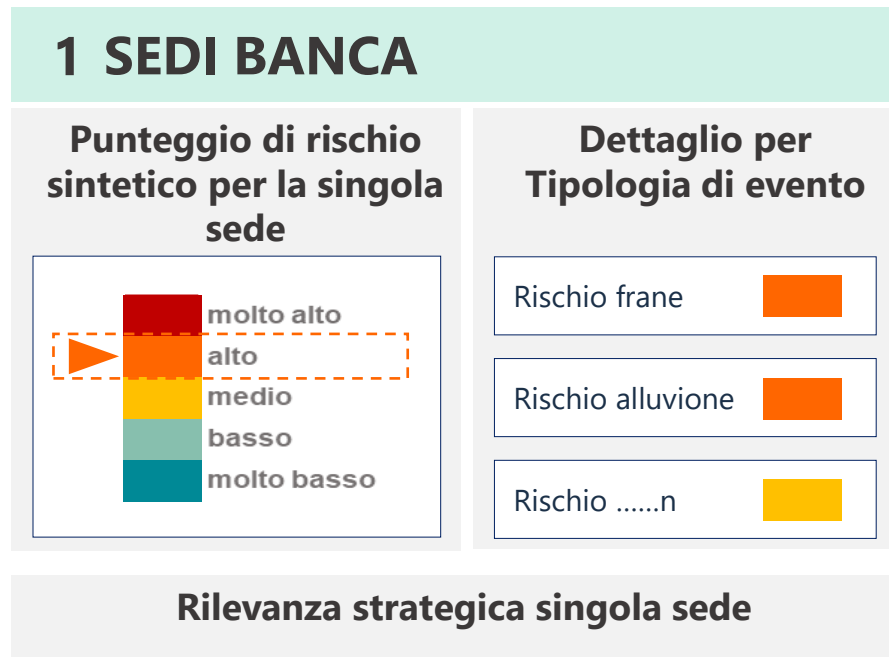 1 SEDI BANCA
Punteggio di rischio
sintetico per la singola
sede
molto alto
alto
medio
basso
molto basso
Dettaglio per
Tipologia di evento
Rischio frane
Rischio alluvione
Rischio ......n
Rilevanza strategica singola sede